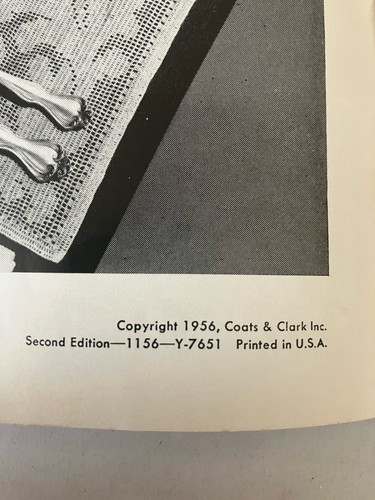 Copyright 1956, Coats & Clark Inc.
Second Edition—1156—Y-7651 Printed in U.S.A.